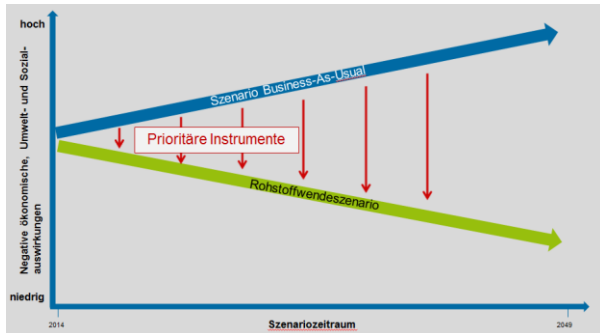 hoch
Negative ökonomische, Umwelt- und Sozial-
auswirkungen
niedrig
Szenario Business-As-Usual
Prioritäre Instrumente
Rohstoffwendeszenario
2014
Szenariozeitraum
2049